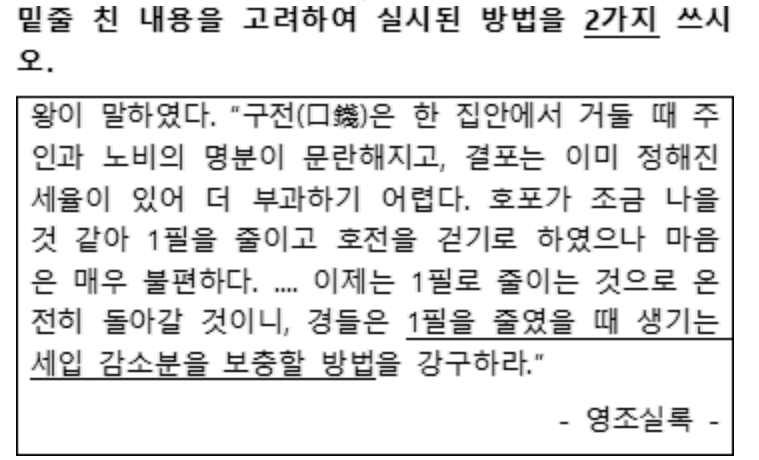 밑줄 친 내용을 고려하여 실시된 방법을 2가지 쓰시
오.
왕이 말하였다. “구전(口錢)은 한 집안에서 거둘 때 주
인과 노비의 명분이 문란해지고, 결포는 이미 정해진
세율이 있어 더 부과하기 어렵다. 호포가 조금 나을
것 같아 1필을 줄이고 호전을 걷기로 하였으나 마음
은 매우 불편하다. .... 이제는 1필로 줄이는 것으로 온
전히 돌아갈 것이니, 경들은 1필을 줄였을 때 생기는
세입 감소분을 보충할 방법을 강구하라.”
- 영조실록 -